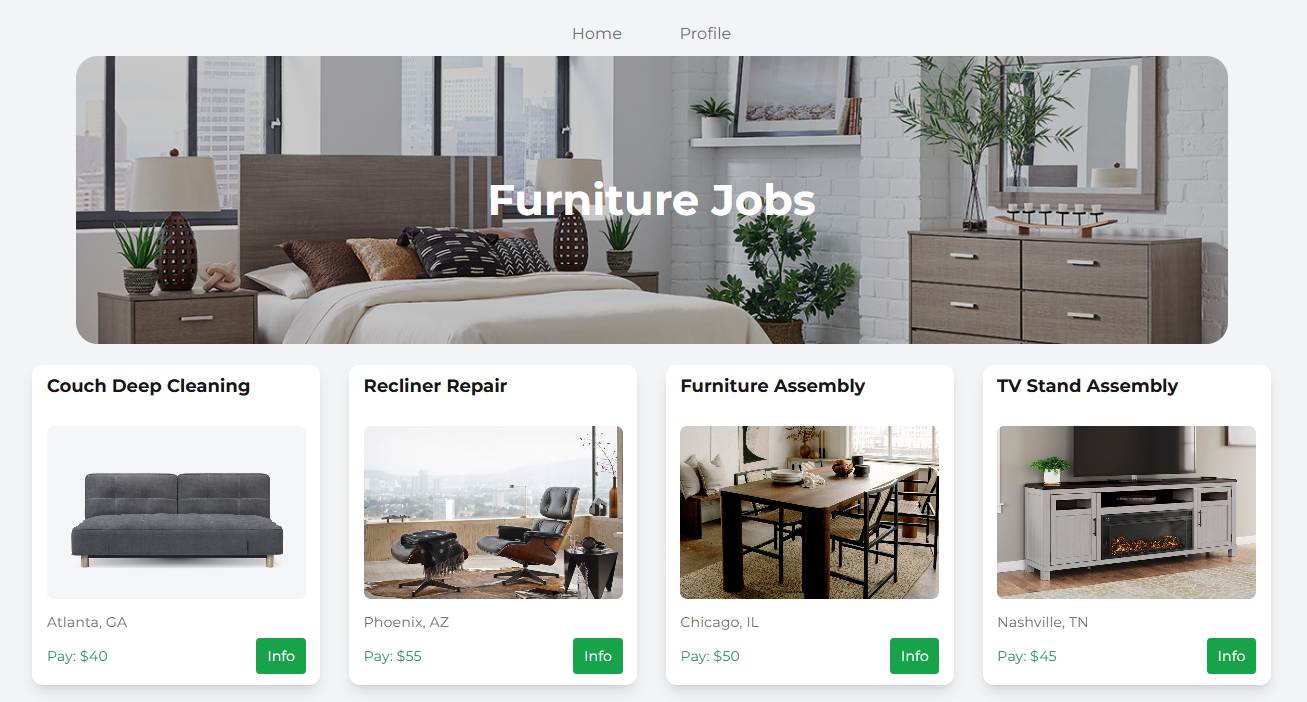 Home Profile
Furniture Jobs
Couch Deep Cleaning
Atlanta, GA
Pay: $40
Info
Recliner Repair
Phoenix, AZ
Pay: $55
Info
Furniture Assembly
Chicago, IL
Pay: $50
Info
TV Stand Assembly
Nashville, TN
Pay: $45
Info